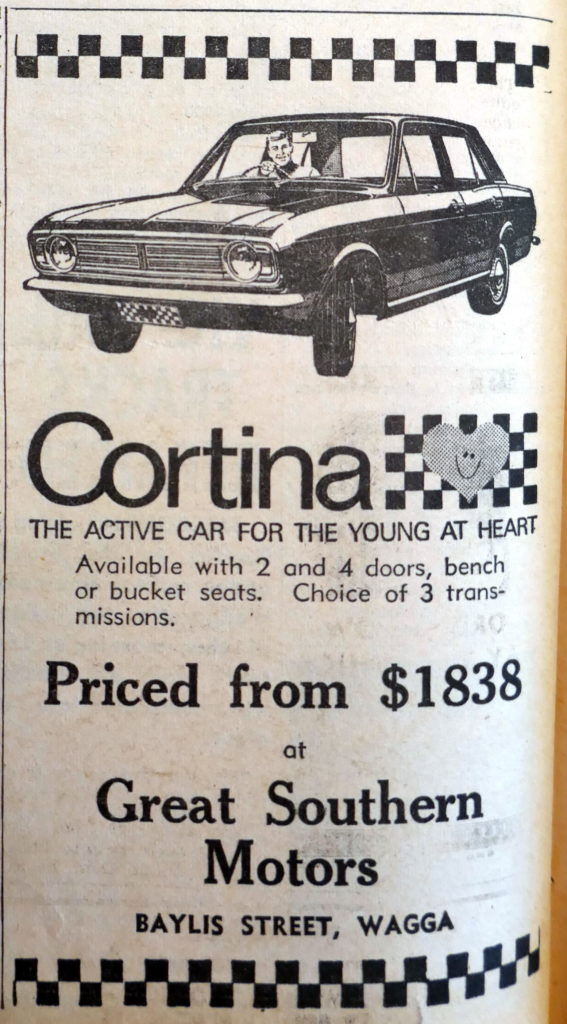 Cortina
THE ACTIVE CAR FOR THE YOUNG AT HEART
Available with 2 and 4 doors, bench
or bucket seats. Choice of 3 trans-
missions.
Priced from $1838
at
Great Southern
Motors
BAYLIS STREET, WAGGA